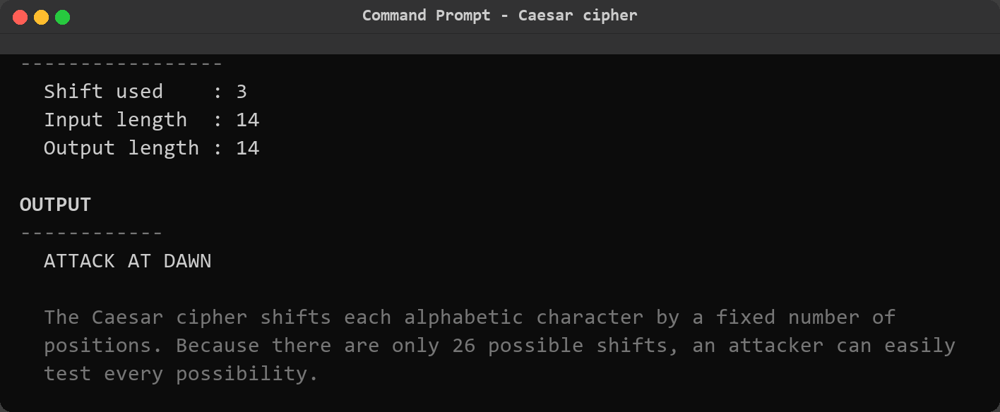 Command Prompt - Caesar cipher
-----------------
Shift used    : 3
Input length  : 14
Output length : 14
OUTPUT
------------
ATTACK AT DAWN
The Caesar cipher shifts each alphabetic character by a fixed number of
positions. Because there are only 26 possible shifts, an attacker can easily
test every possibility.